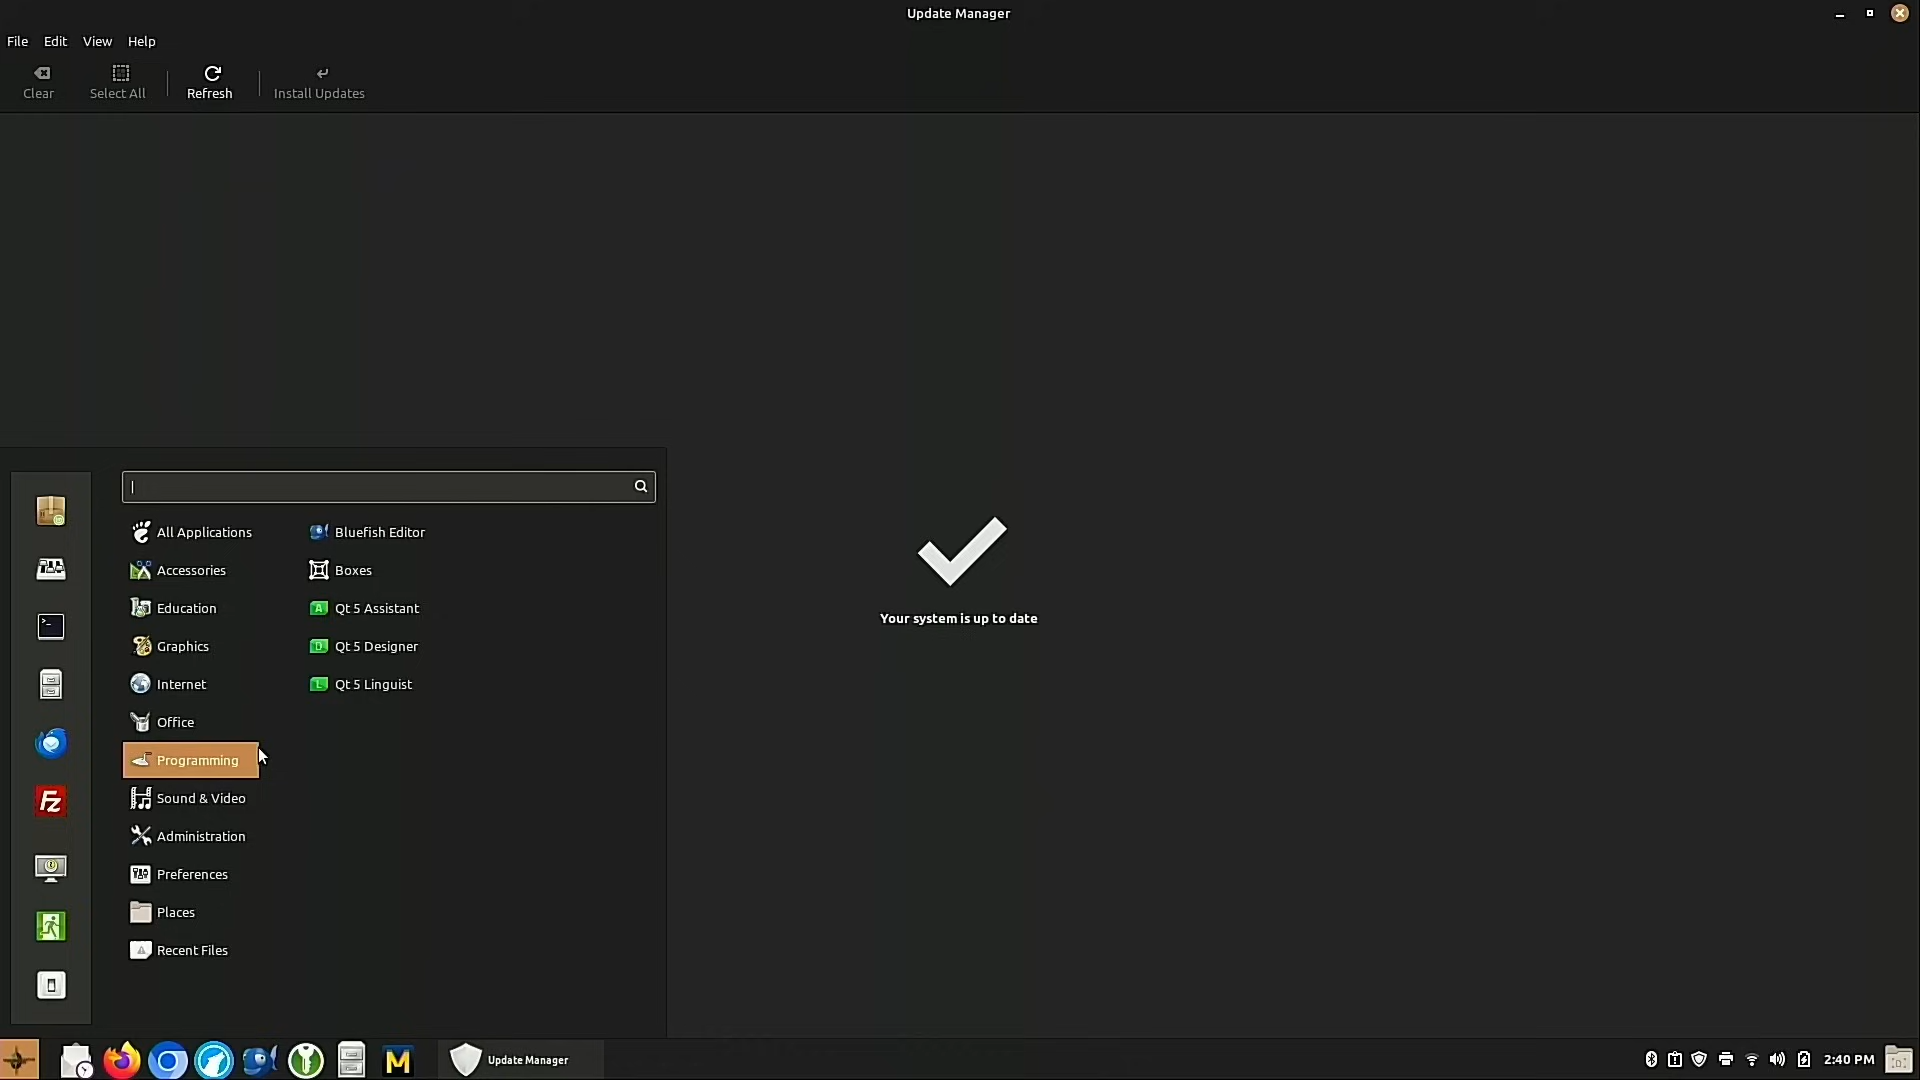 Update Manager
File Edit View Help
Clear Select All Refresh Install Updates
All Applications
Accessories
Education
Graphics
Internet
Office
Programming
Sound & Video
Administration
Preferences
Places
Recent Files
Bluefish Editor
Boxes
A Qt 5 Assistant
D Qt 5 Designer
L Qt 5 Linguist
Your system is up to date
Fz
M
Update Manager
2:40 PM